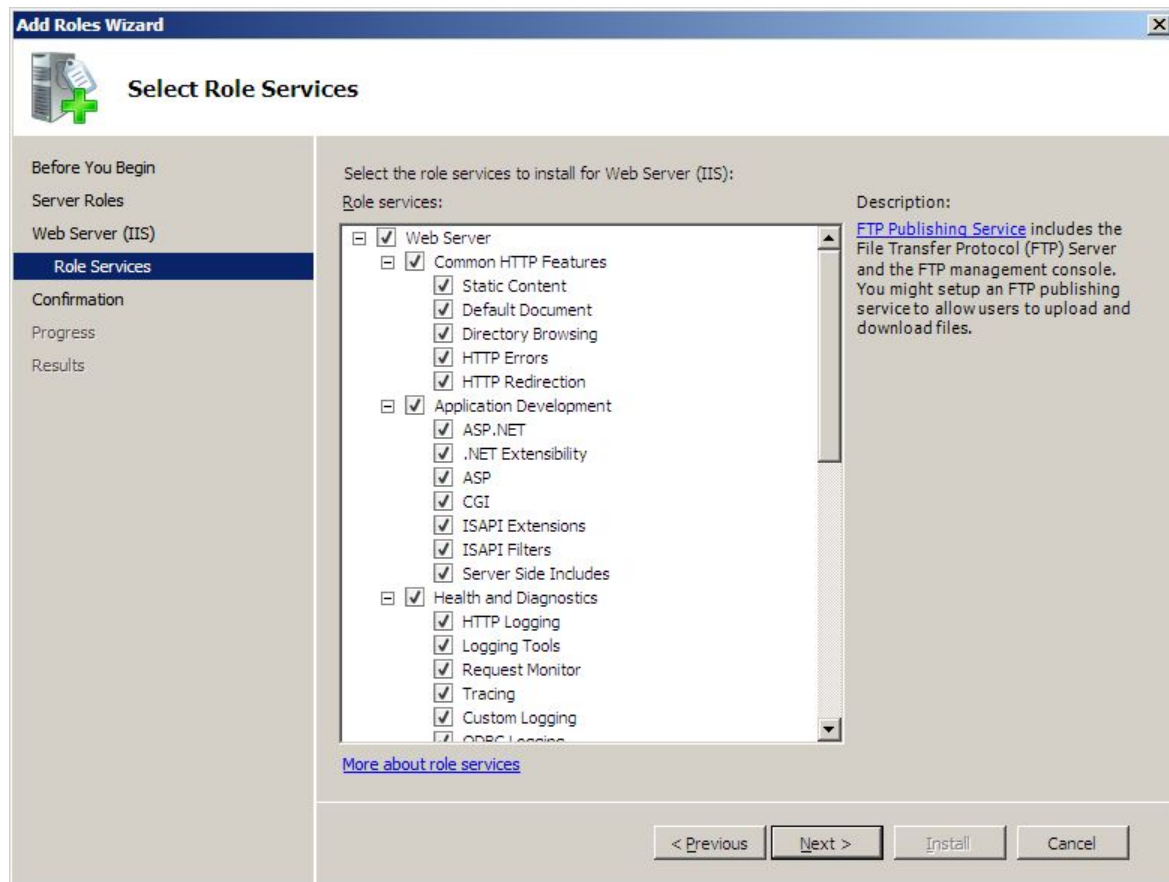 Add Roles Wizard
Select Role Services
Before You Begin
Server Roles
Web Server (IIS)
Role Services
Confirmation
Progress
Results
Select the role services to install for Web Server (IIS):
Role services:
Web Server
Common HTTP Features
Static Content
Default Document
Directory Browsing
HTTP Errors
HTTP Redirection
Application Development
ASP.NET
.NET Extensibility
ASP
CGI
ISAPI Extensions
ISAPI Filters
Server Side Includes
Health and Diagnostics
HTTP Logging
Logging Tools
Request Monitor
Tracing
Custom Logging
ODBC Logging
More about role services
Description:
FTP Publishing Service includes the
File Transfer Protocol (FTP) Server
and the FTP management console.
You might setup an FTP publishing
service to allow users to upload and
download files.
< Previous
Next >
Install
Cancel